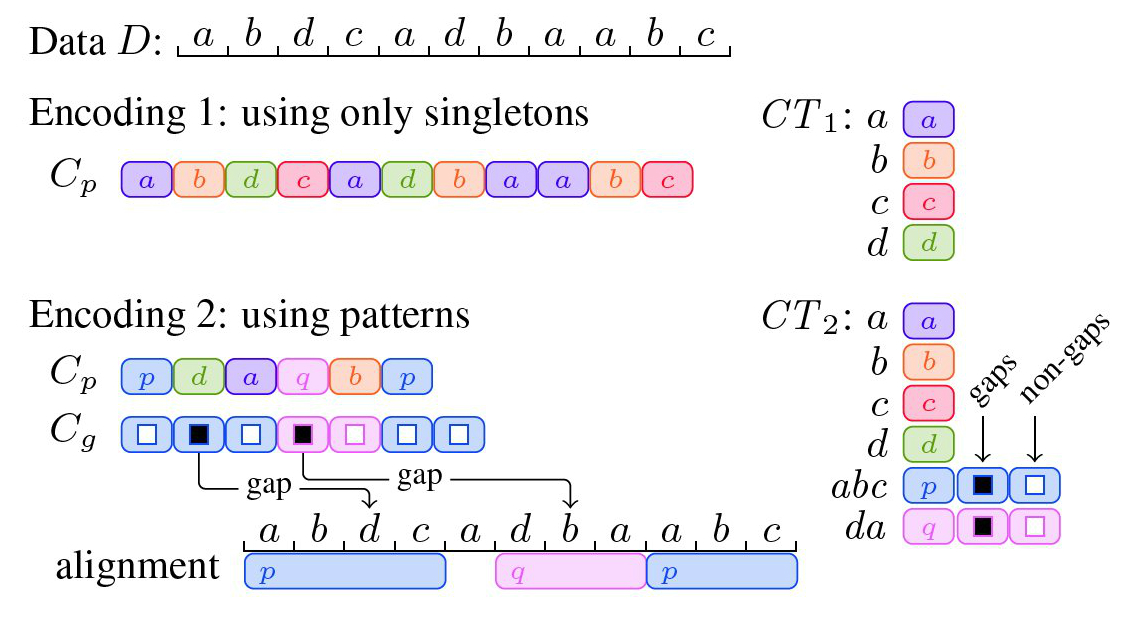 Data D: a b d c a d b a a b c
Encoding 1: using only singletons
C_p a b d c a d b a a b c
CT_1: a a
b b
c c
d d
Encoding 2: using patterns
C_p p d a q b p
C_g
gap gap
a b d c a d b a a b c
alignment p q p
CT_2: a a
b b
c c
d d
gaps non-gaps
abc p
da q